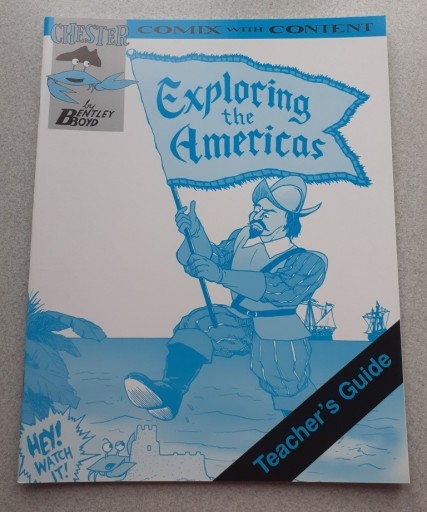 CHESTER
COMIX WITH CONTENT
by
BENTLEY
BOYD
Exploring
the
Americas
HEY!
WATCH
IT!
Teacher's Guide